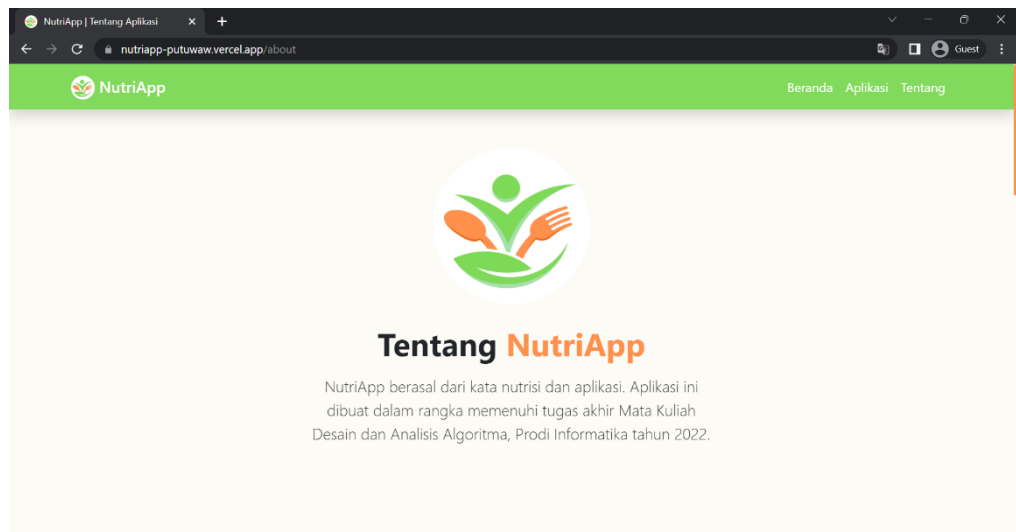 NutriApp | Tentang Aplikasi
nutriapp-putuwaw.vercel.app/about
Guest
NutriApp
Beranda Aplikasi Tentang
Tentang NutriApp
NutriApp berasal dari kata nutrisi dan aplikasi. Aplikasi ini
dibuat dalam rangka memenuhi tugas akhir Mata Kuliah
Desain dan Analisis Algoritma, Prodi Informatika tahun 2022.